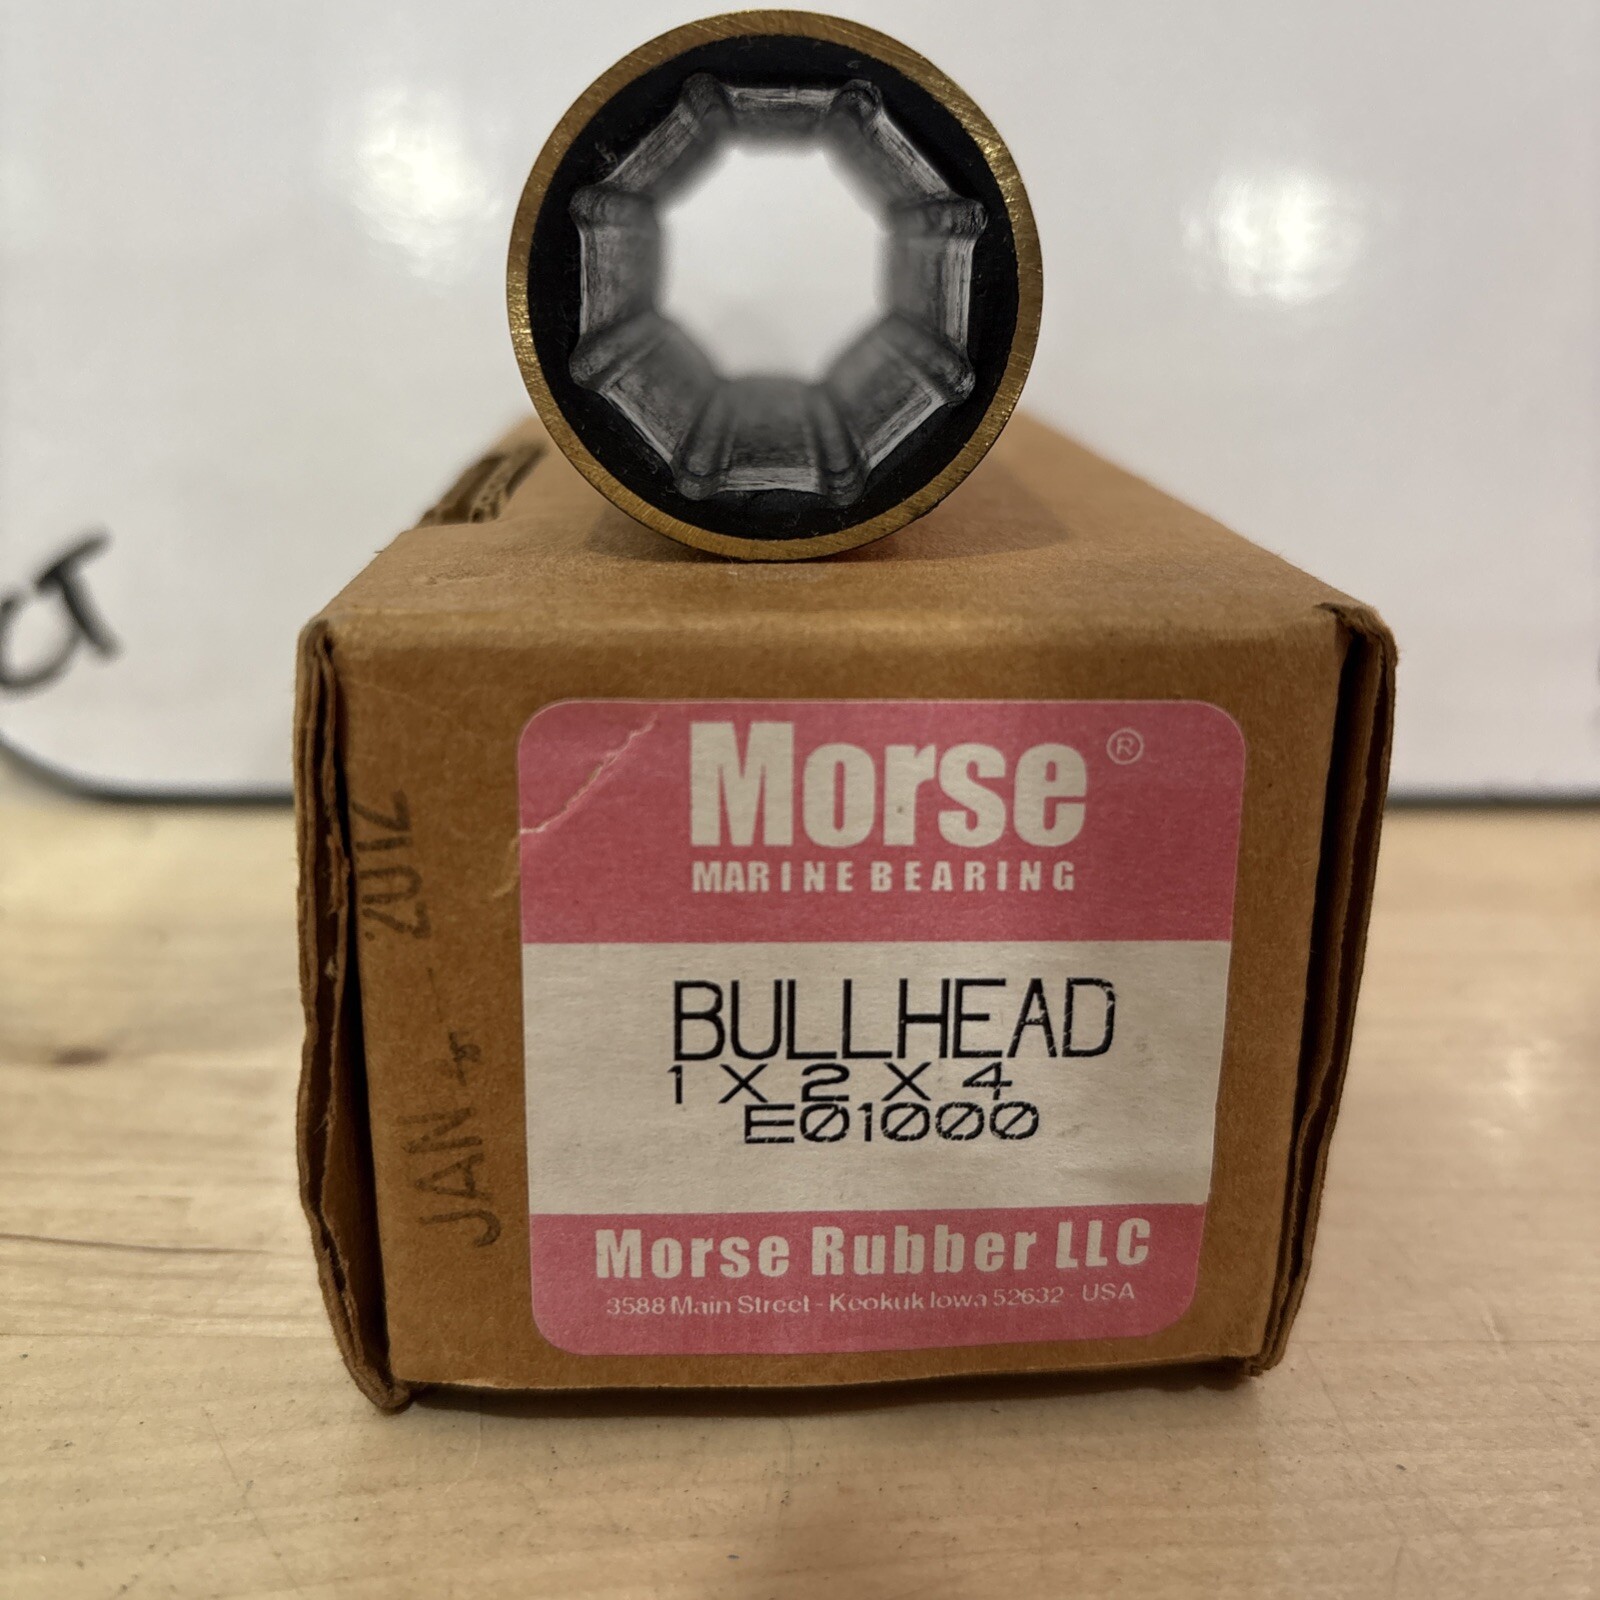 CT
Morse ®
MARINE BEARING
BULLHEAD
1 X 2 X 4
E01000
Morse Rubber LLC
3588 Main Street - Keokuk Iowa 52632 - USA
JAN 2012